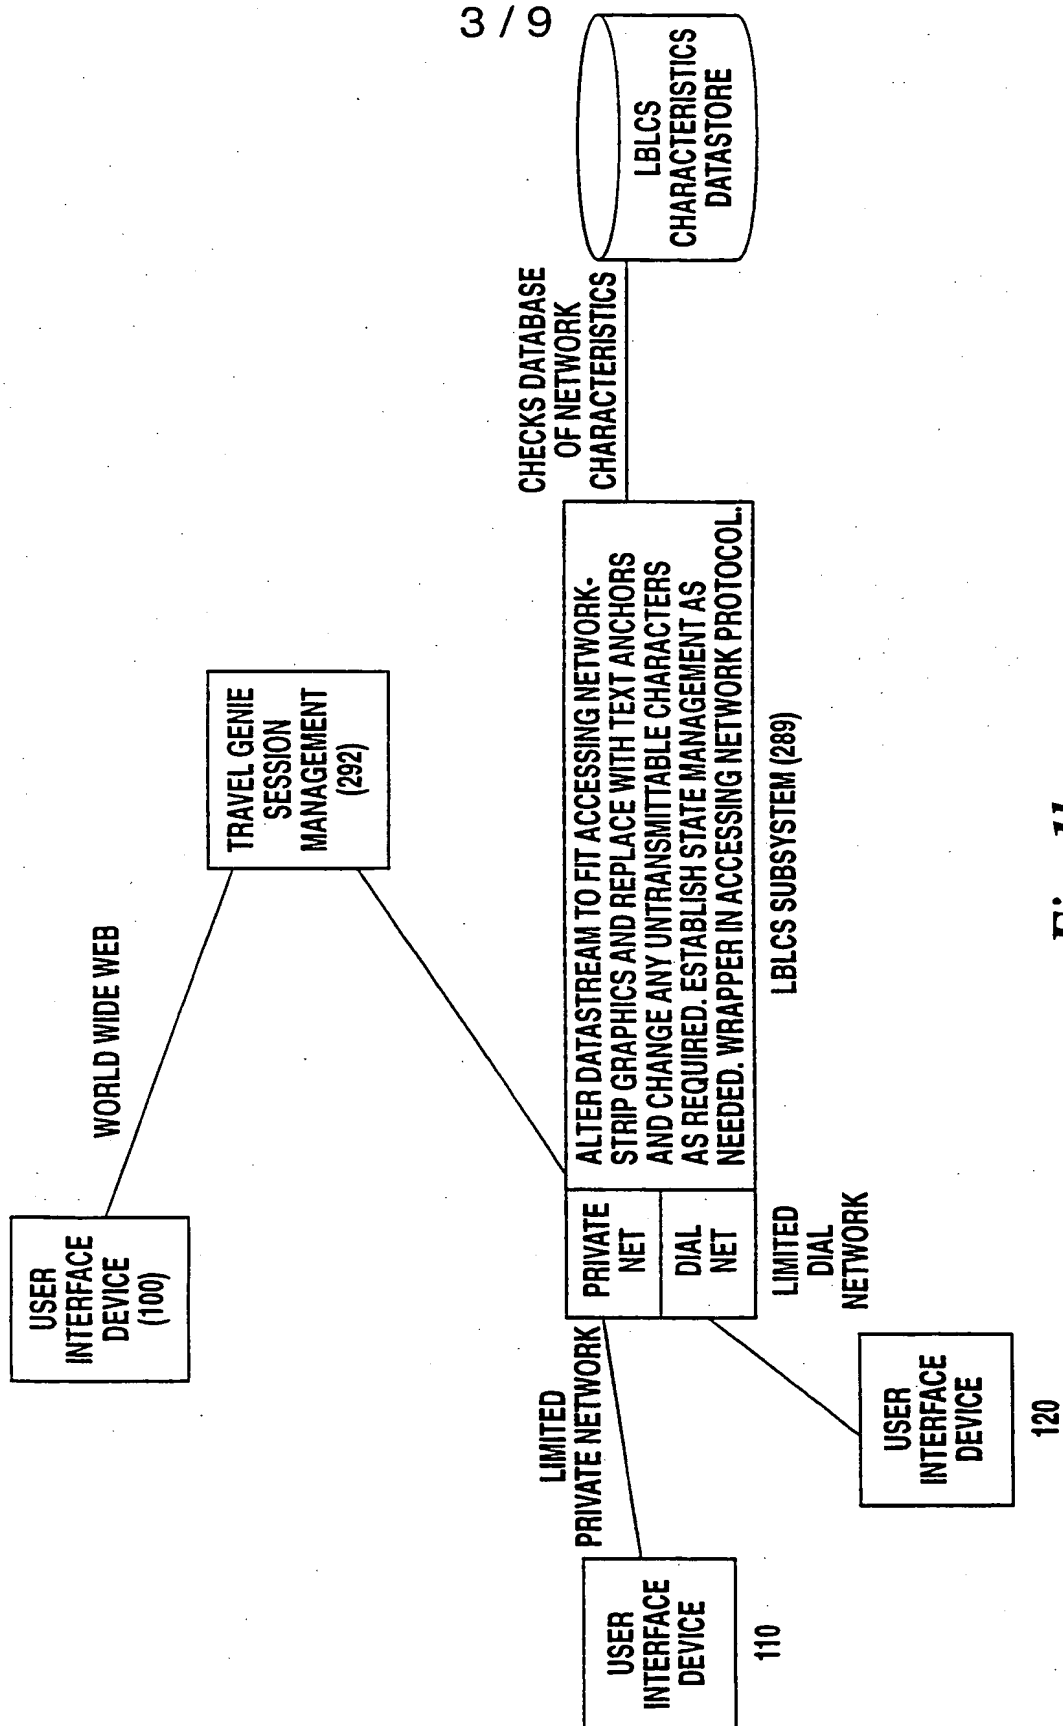 3 / 9
USER
INTERFACE
DEVICE
(100)
WORLD WIDE WEB
TRAVEL GENIE
SESSION
MANAGEMENT
(292)
LIMITED
PRIVATE NETWORK
USER
INTERFACE
DEVICE
110
PRIVATE
NET
DIAL
NET
LIMITED
DIAL
NETWORK
USER
INTERFACE
DEVICE
120
ALTER DATASTREAM TO FIT ACCESSING NETWORK-
STRIP GRAPHICS AND REPLACE WITH TEXT ANCHORS
AND CHANGE ANY UNTRANSMITTABLE CHARACTERS
AS REQUIRED. ESTABLISH STATE MANAGEMENT AS
NEEDED. WRAPPER IN ACCESSING NETWORK PROTOCOL.
LBLCS SUBSYSTEM (289)
CHECKS DATABASE
OF NETWORK
CHARACTERISTICS
LBLCS
CHARACTERISTICS
DATASTORE